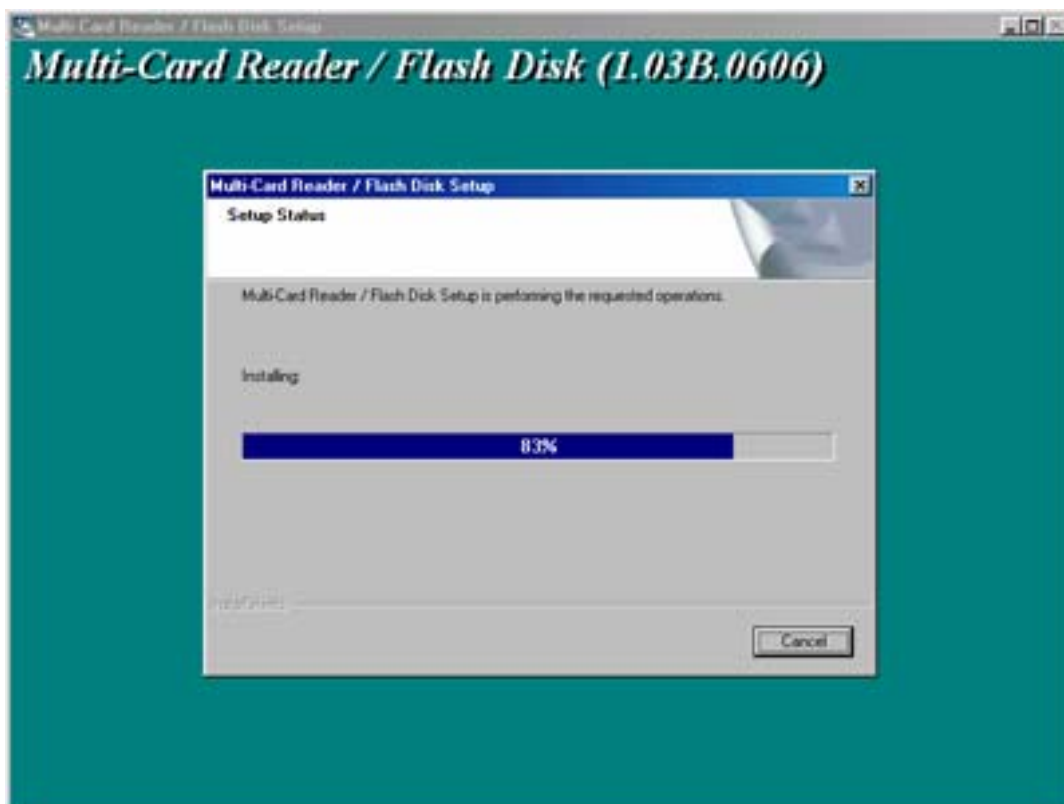 Multi-Card Reader / Flash Disk Setup
Multi-Card Reader / Flash Disk (1.03B.0606)
Multi-Card Reader / Flash Disk Setup
Setup Status
Multi-Card Reader / Flash Disk Setup is performing the requested operations.
Installing:
83%
Cancel